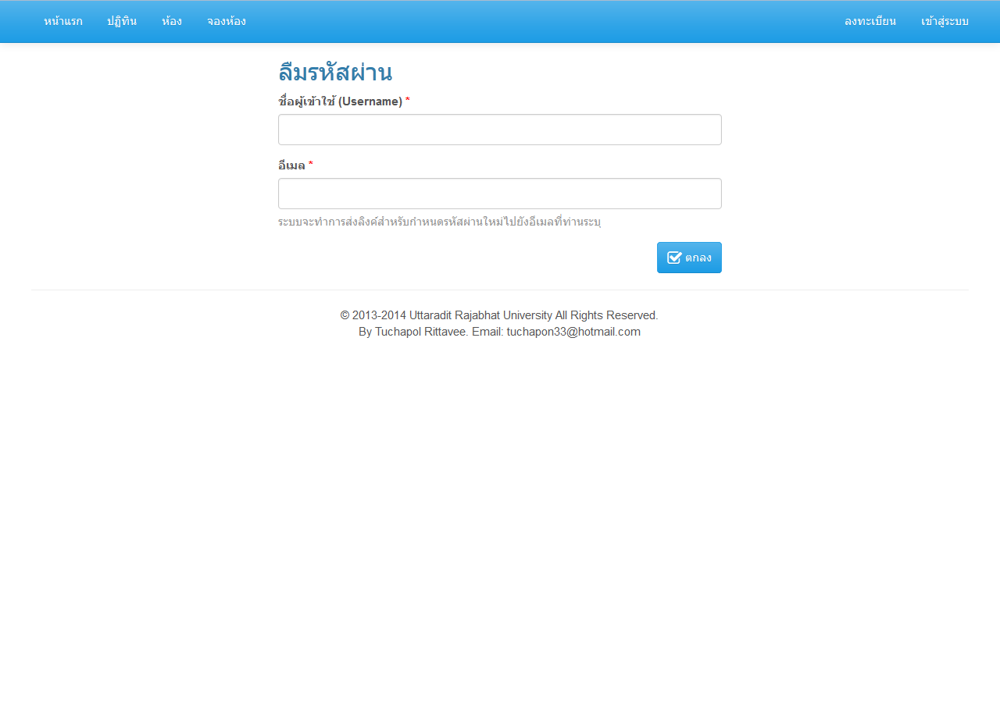 หน้าแรก ปฏิทิน ห้อง จองห้อง ลงทะเบียน เข้าสู่ระบบ
ลืมรหัสผ่าน
ชื่อผู้เข้าใช้ (Username) *
อีเมล *
ระบบจะทำการส่งลิงค์สำหรับกำหนดรหัสผ่านใหม่ไปยังอีเมลที่ท่านระบุ
ตกลง
© 2013-2014 Uttaradit Rajabhat University All Rights Reserved.
By Tuchapol Rittavee. Email: tuchapon33@hotmail.com